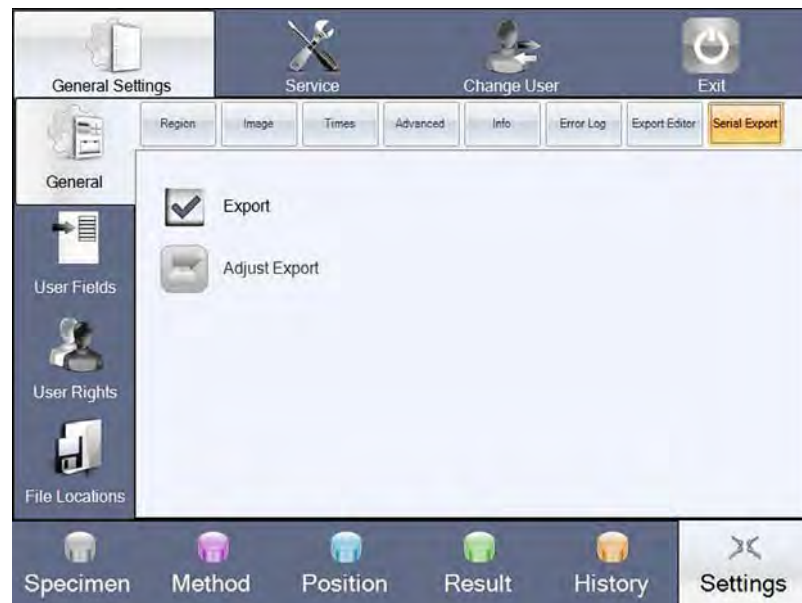 General Settings
Service
Change User
Exit
General
Region
Image
Times
Advanced
Info
Error Log
Export Editor
Serial Export
Export
Adjust Export
User Fields
User Rights
File Locations
Specimen
Method
Position
Result
History
Settings